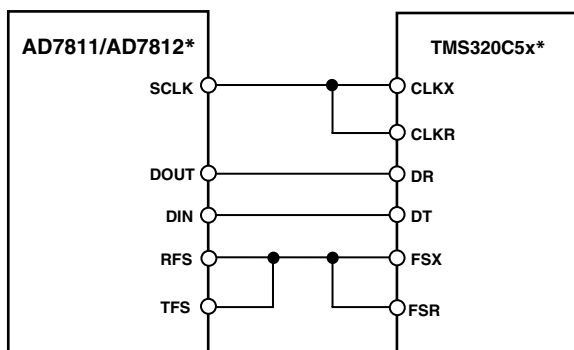 AD7811/AD7812*
TMS320C5x*
SCLK
CLKX
CLKR
DOUT
DR
DIN
DT
RFS
FSX
TFS
FSR